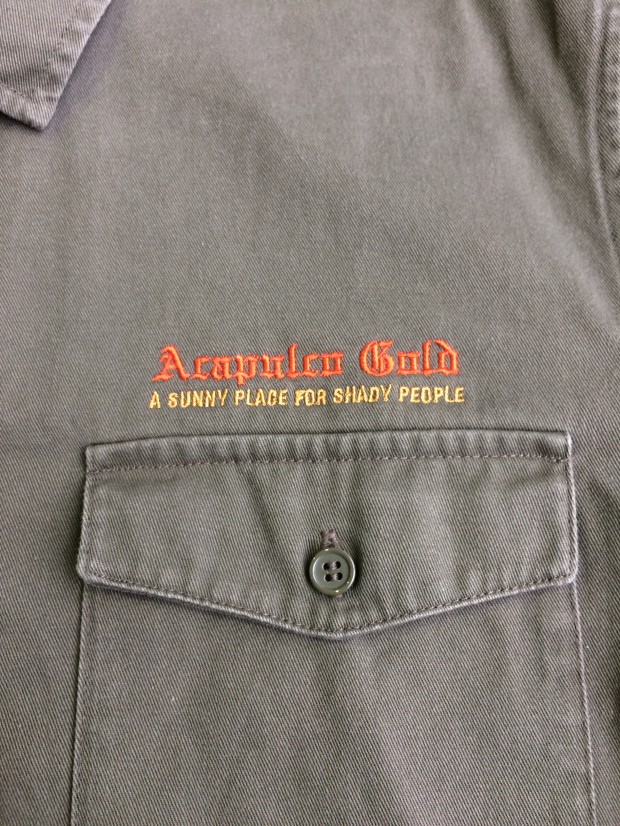 Acapulco Gold
A SUNNY PLACE FOR SHADY PEOPLE